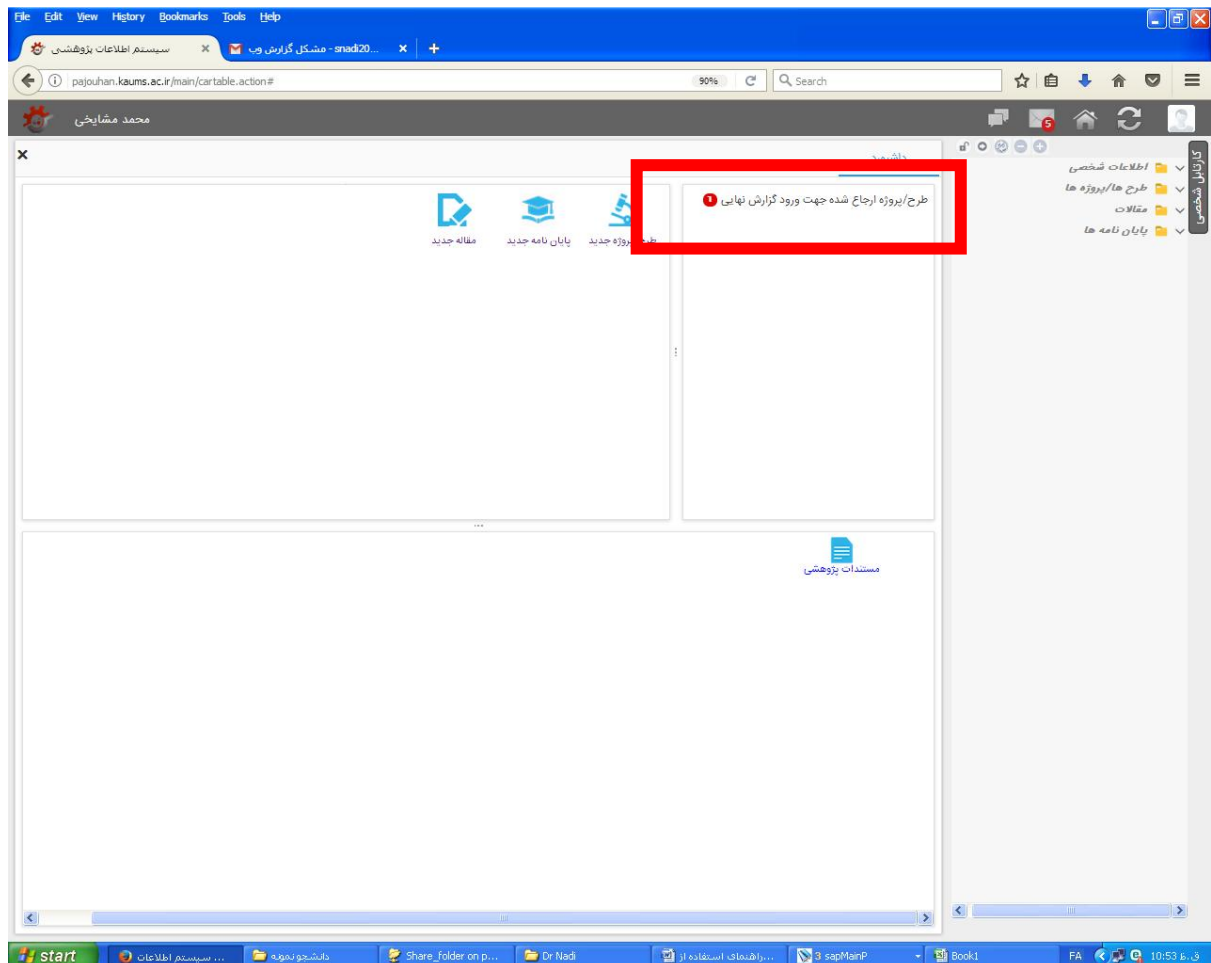 File Edit View History Bookmarks Tools Help
سیستم اطلاعات پژوهشی
مشکل گزارش وب - snadi20...
pajouhan.kaums.ac.ir/main/cartable.action#
90%
Search
محمد مشایخی
5
داشبورد
کارتابل شخصی
اطلاعات شخصی
طرح ها/پروژه ها
مقالات
پایان نامه ها
طرح/پروژه ارجاع شده جهت ورود گزارش نهایی 1
طرح/پروژه جدید
پایان نامه جدید
مقاله جدید
مستندات پژوهشی
start
سیستم اطلاعات ...
دانشجو نمونه
Share_folder on p...
Dr Nadi
راهنمای استفاده از...
3 sapMainP
Book1
FA
10:53 ق.ظ